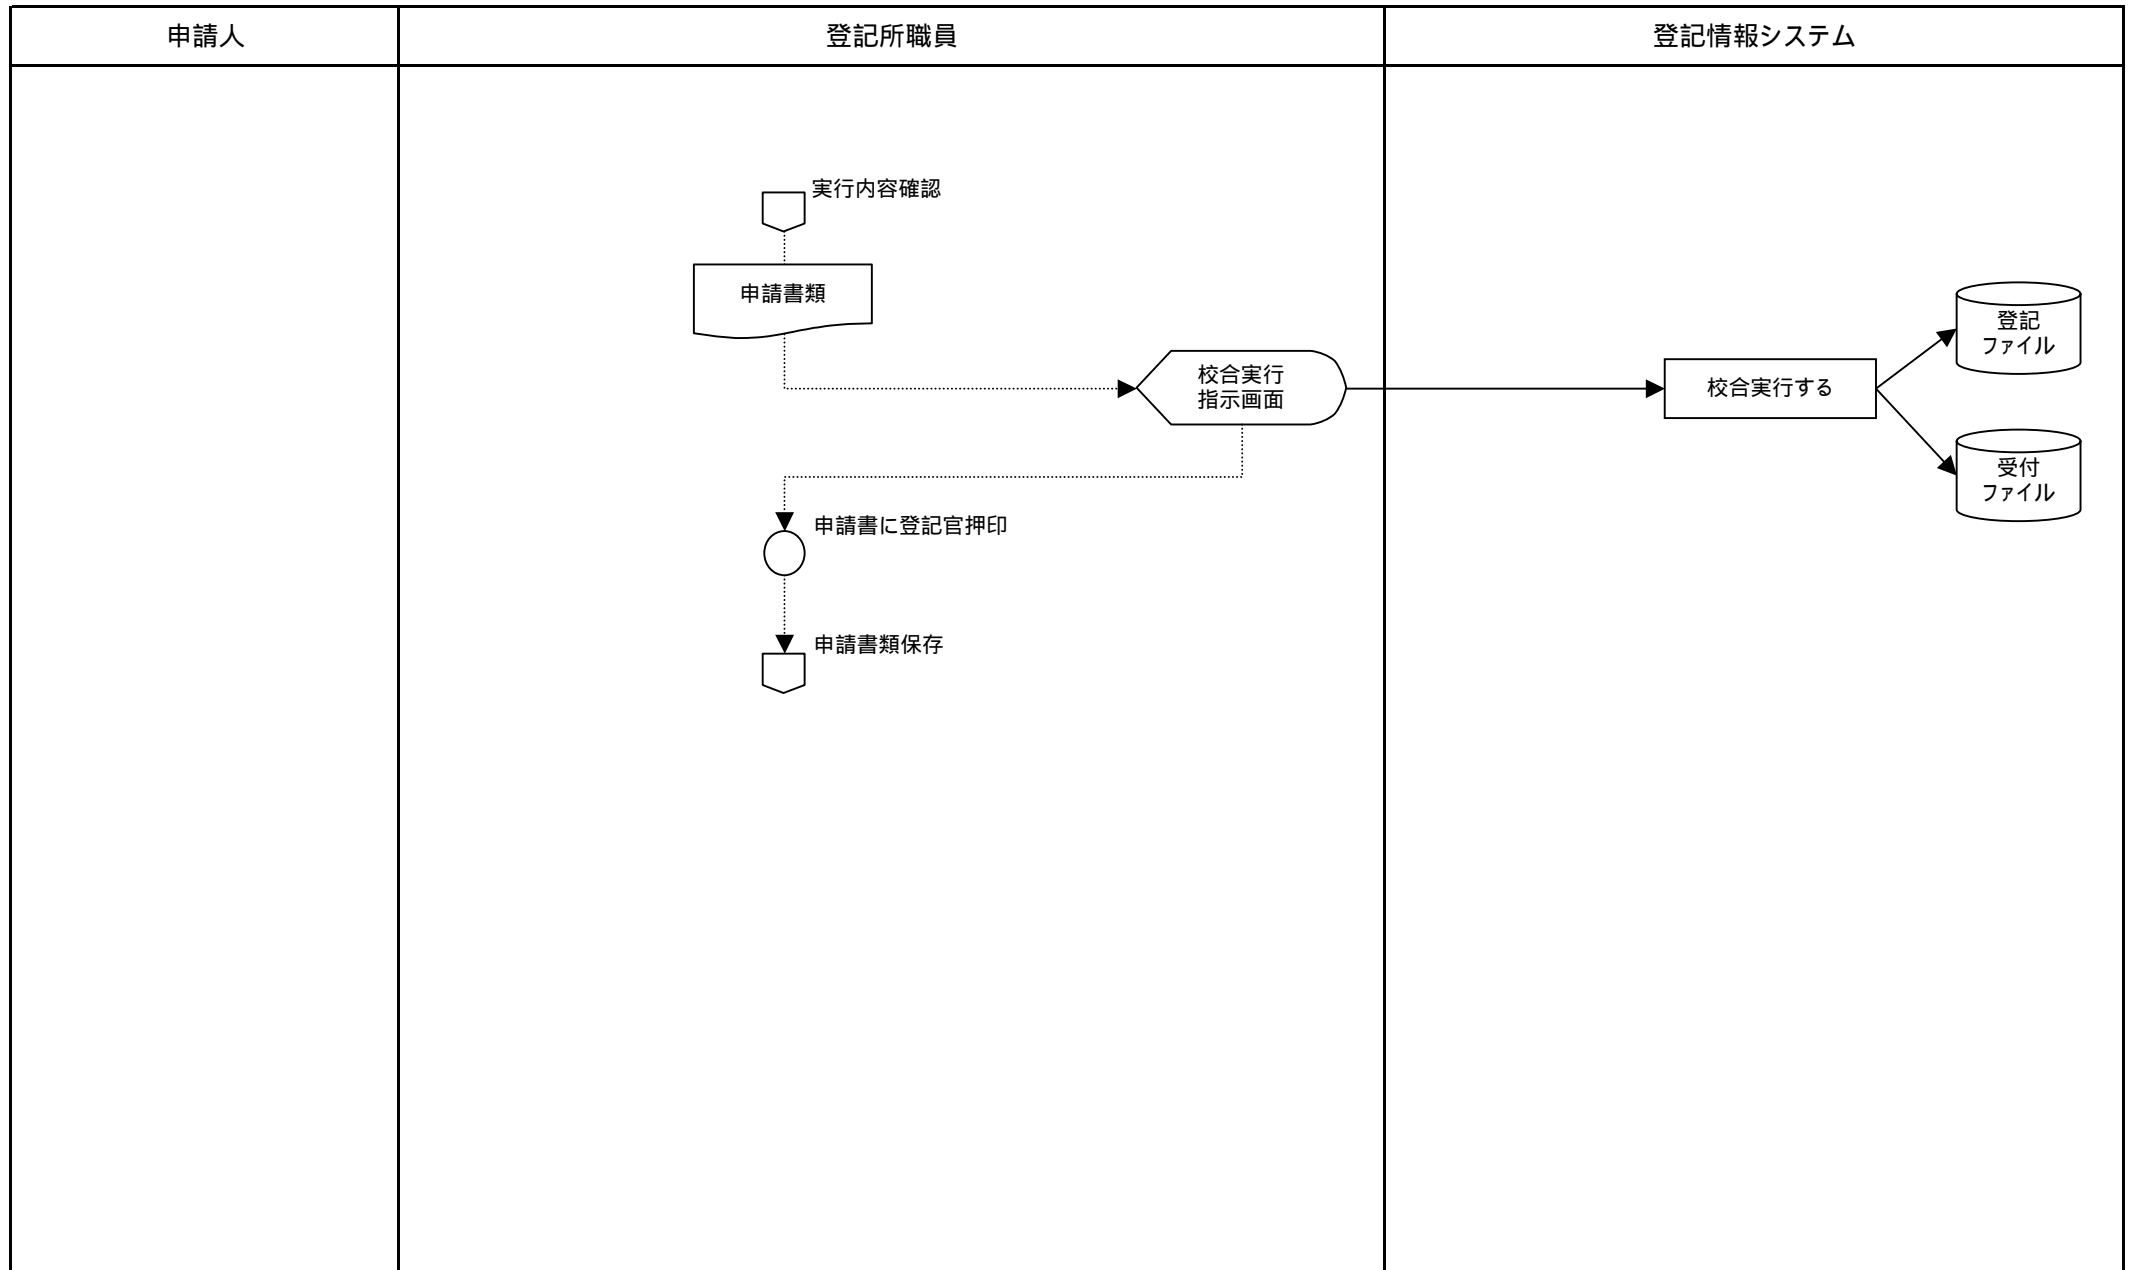 申請人
登記所職員
登記情報システム
実行内容確認
申請書類
校合実行
指示画面
校合実行する
登記
ファイル
受付
ファイル
申請書に登記官押印
申請書類保存